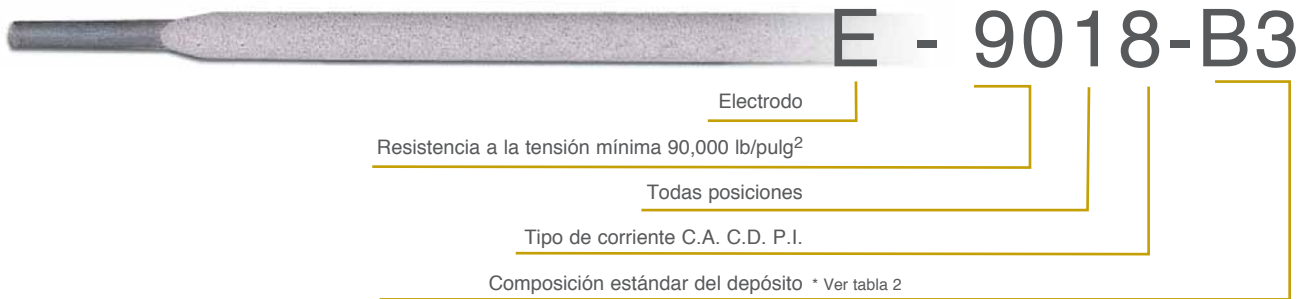 E - 9018-B3
Electrodo
Resistencia a la tensión mínima 90,000 lb/pulg²
Todas posiciones
Tipo de corriente C.A. C.D. P.I.
Composición estándar del depósito * Ver tabla 2